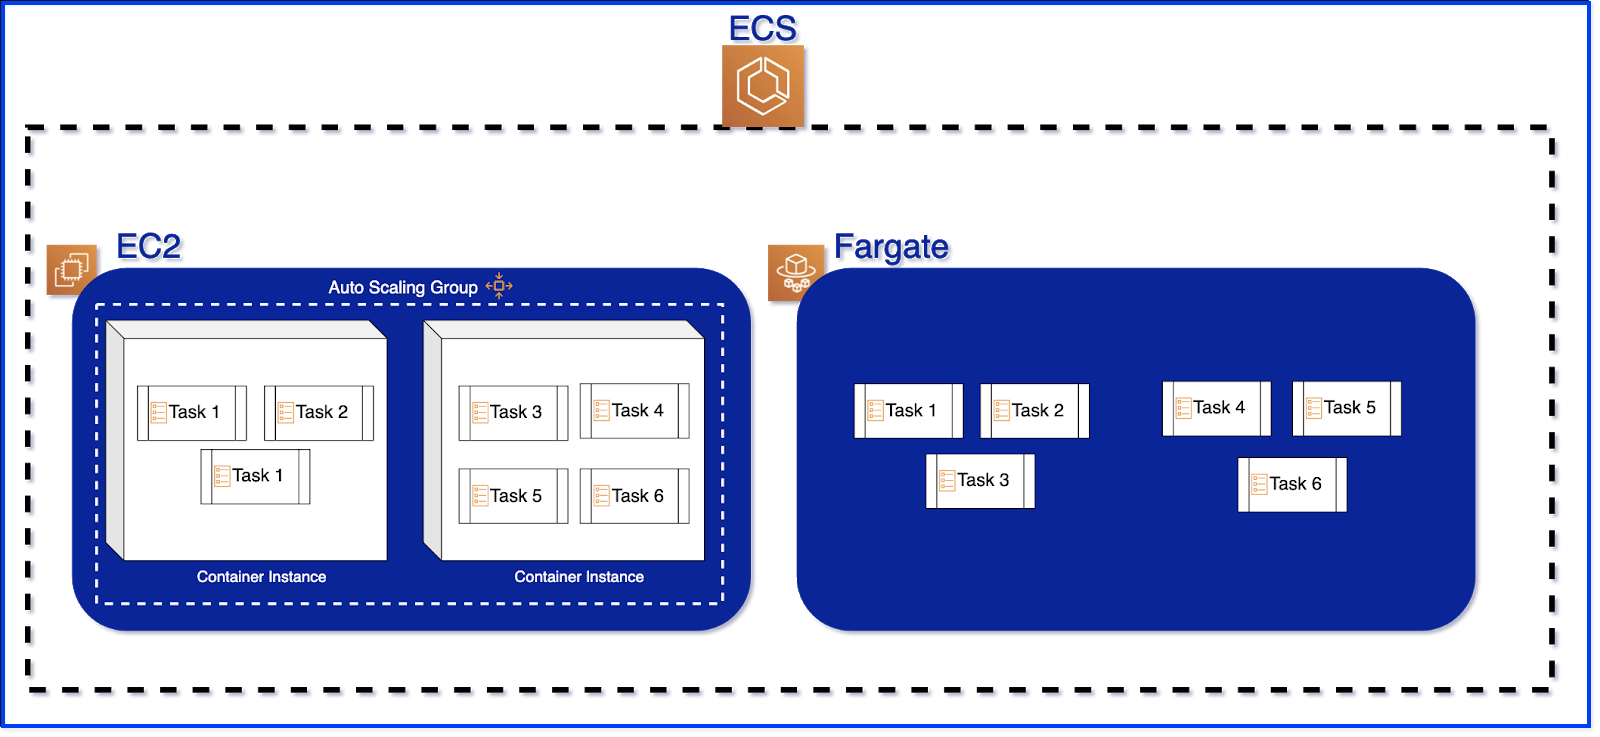 ECS
EC2
Auto Scaling Group
Task 1
Task 2
Task 1
Container Instance
Task 3
Task 4
Task 5
Task 6
Container Instance
Fargate
Task 1
Task 2
Task 3
Task 4
Task 5
Task 6